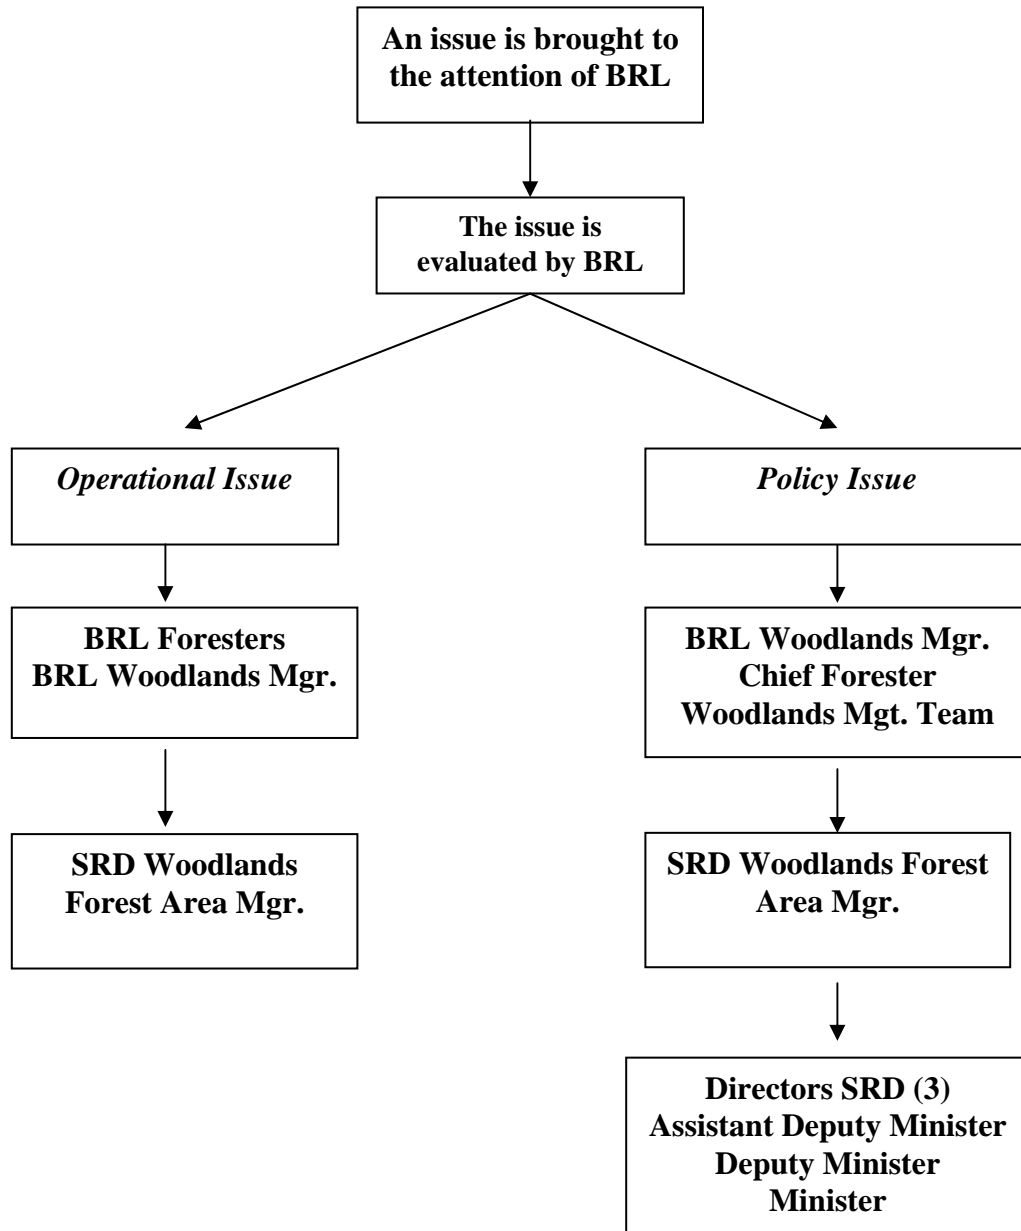 An issue is brought to
the attention of BRL
The issue is
evaluated by BRL
Operational Issue
Policy Issue
BRL Foresters
BRL Woodlands Mgr.
BRL Woodlands Mgr.
Chief Forester
Woodlands Mgt. Team
SRD Woodlands
Forest Area Mgr.
SRD Woodlands Forest
Area Mgr.
Directors SRD (3)
Assistant Deputy Minister
Deputy Minister
Minister